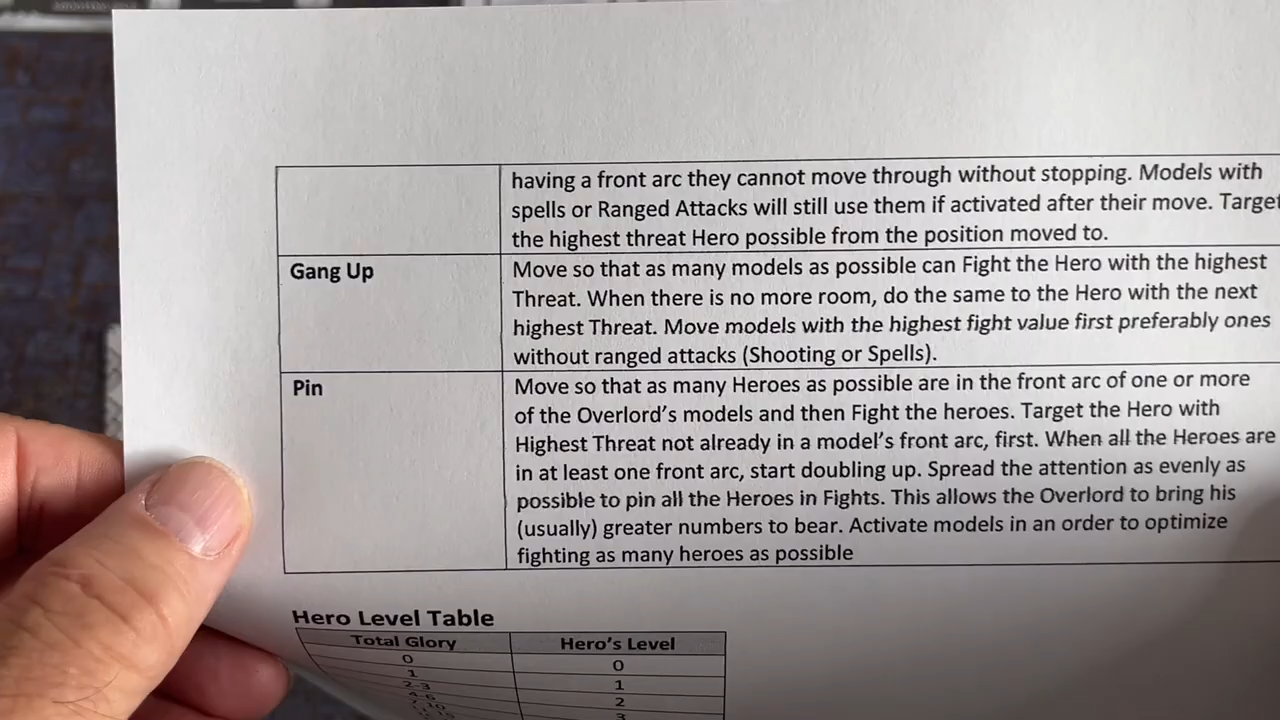 having a front arc they cannot move through without stopping. Models with
spells or Ranged Attacks will still use them if activated after their move. Target
the highest threat Hero possible from the position moved to.
Gang Up
Move so that as many models as possible can Fight the Hero with the highest
Threat. When there is no more room, do the same to the Hero with the next
highest Threat. Move models with the highest fight value first preferably ones
without ranged attacks (Shooting or Spells).
Pin
Move so that as many Heroes as possible are in the front arc of one or more
of the Overlord's models and then Fight the heroes. Target the Hero with
Highest Threat not already in a model's front arc, first. When all the Heroes are
in at least one front arc, start doubling up. Spread the attention as evenly as
possible to pin all the Heroes in Fights. This allows the Overlord to bring his
(usually) greater numbers to bear. Activate models in an order to optimize
fighting as many heroes as possible
Hero Level Table
Total Glory Hero's Level
0 0
1 1
2-3 2
4-6 3
7-10